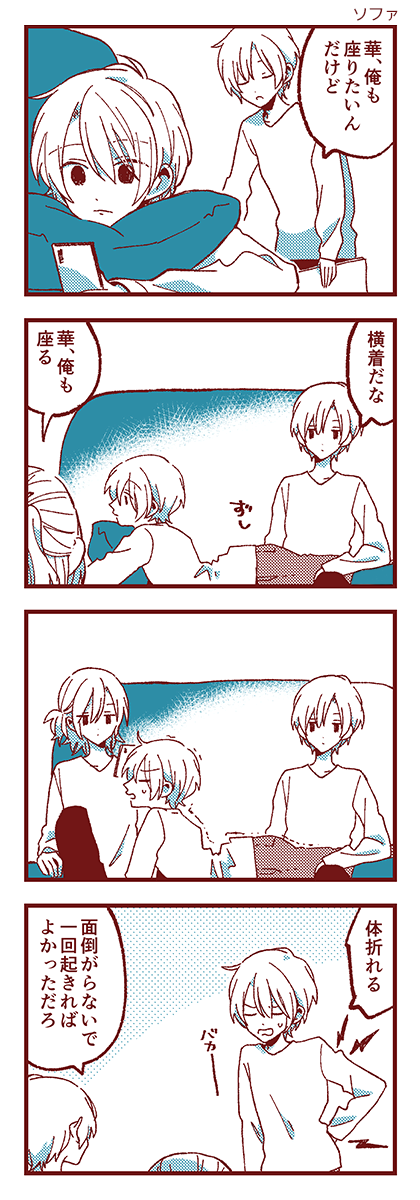 ソファ
華、俺も
座りたいん
だけど
横着だな
ずし
華、俺も
座る
体折れる
バカー
面倒がらないで
一回起きれば
よかっただろ